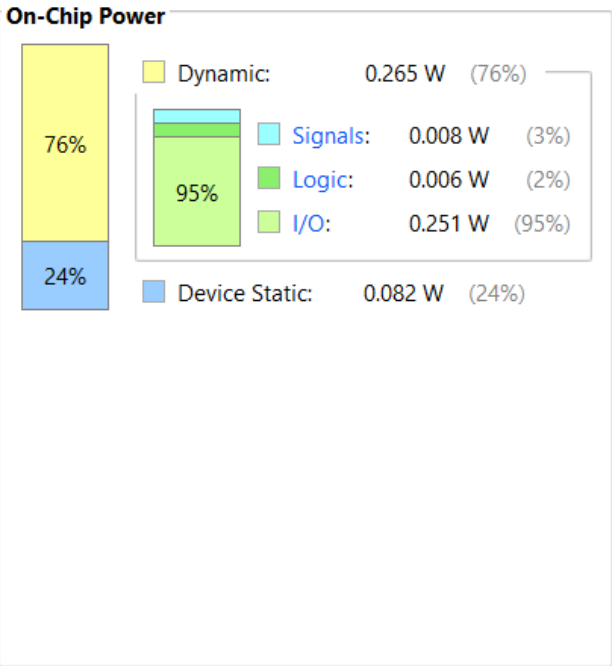 On-Chip Power
Dynamic: 0.265 W (76%)
76%
Signals: 0.008 W (3%)
Logic: 0.006 W (2%)
95%
I/O: 0.251 W (95%)
24%
Device Static: 0.082 W (24%)